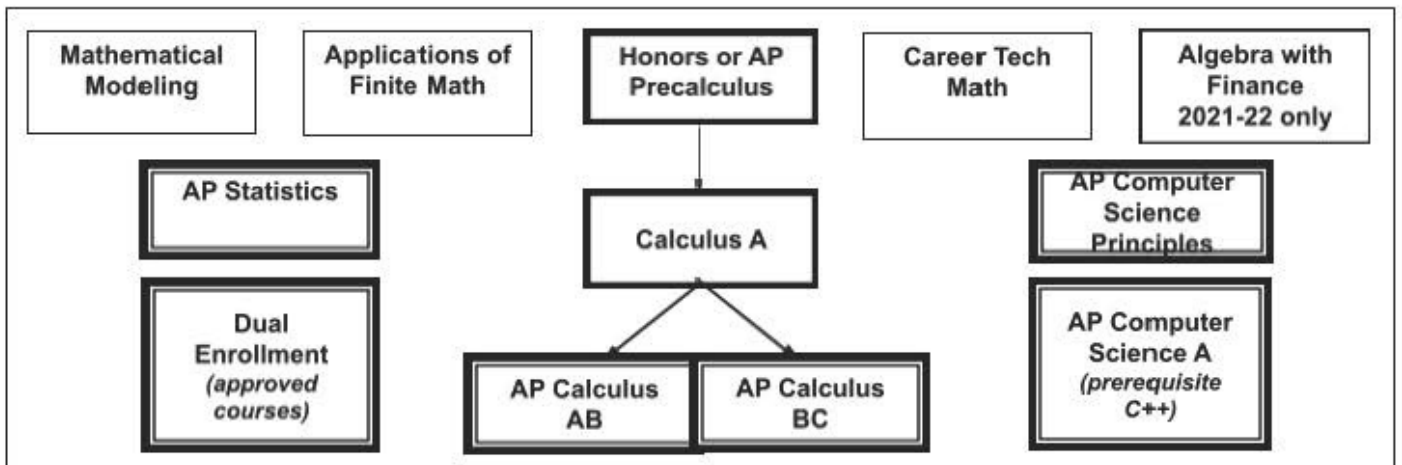 Mathematical
Modeling
Applications of
Finite Math
Honors or AP
Precalculus
Career Tech
Math
Algebra with
Finance
2021-22 only
AP Statistics
Calculus A
AP Computer
Science
Principles
Dual
Enrollment
(approved
courses)
AP Calculus
AB
AP Calculus
BC
AP Computer
Science A
(prerequisite
C++)